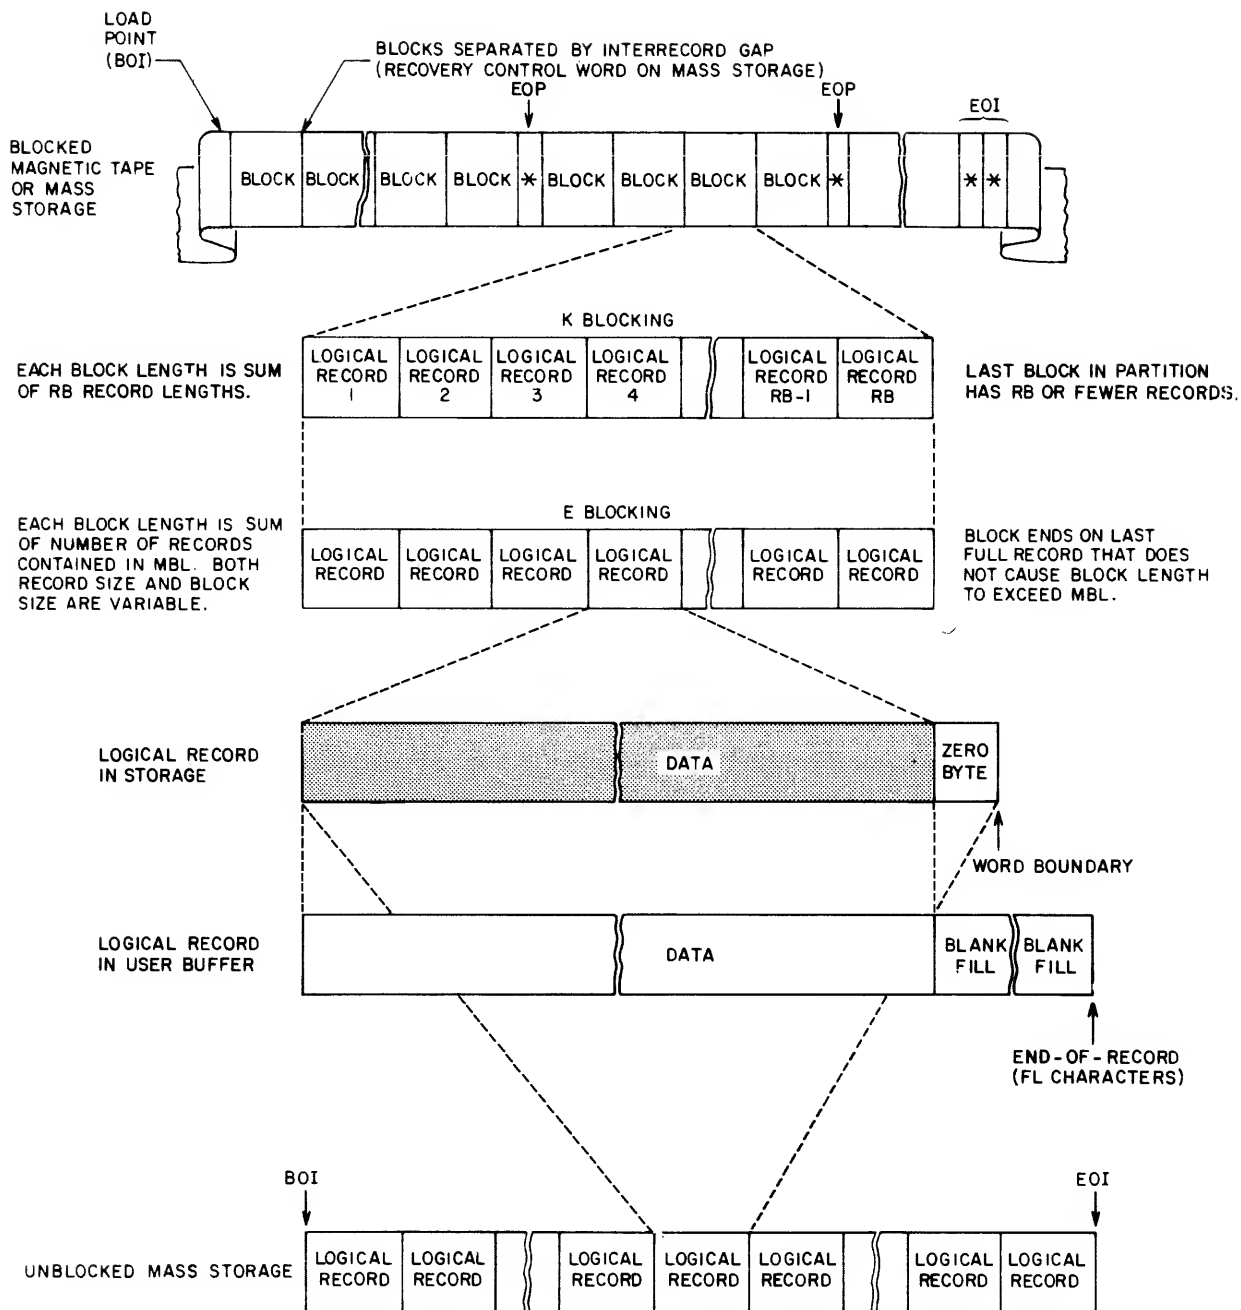 LOAD
POINT
(BOI)
BLOCKS SEPARATED BY INTERRECORD GAP
(RECOVERY CONTROL WORD ON MASS STORAGE)
EOP
EOP
EOI
BLOCKED
MAGNETIC TAPE
OR MASS
STORAGE
BLOCK BLOCK BLOCK BLOCK * BLOCK BLOCK BLOCK BLOCK * * *
K BLOCKING
EACH BLOCK LENGTH IS SUM
OF RB RECORD LENGTHS.
LOGICAL RECORD 1
LOGICAL RECORD 2
LOGICAL RECORD 3
LOGICAL RECORD 4
LOGICAL RECORD RB-1
LOGICAL RECORD RB
LAST BLOCK IN PARTITION
HAS RB OR FEWER RECORDS.
E BLOCKING
EACH BLOCK LENGTH IS SUM
OF NUMBER OF RECORDS
CONTAINED IN MBL. BOTH
RECORD SIZE AND BLOCK
SIZE ARE VARIABLE.
LOGICAL RECORD
LOGICAL RECORD
LOGICAL RECORD
LOGICAL RECORD
LOGICAL RECORD
LOGICAL RECORD
BLOCK ENDS ON LAST
FULL RECORD THAT DOES
NOT CAUSE BLOCK LENGTH
TO EXCEED MBL.
LOGICAL RECORD
IN STORAGE
DATA
ZERO
BYTE
WORD BOUNDARY
LOGICAL RECORD
IN USER BUFFER
DATA
BLANK
FILL
BLANK
FILL
END-OF-RECORD
(FL CHARACTERS)
BOI
EOI
UNBLOCKED MASS STORAGE
LOGICAL RECORD
LOGICAL RECORD
LOGICAL RECORD
LOGICAL RECORD
LOGICAL RECORD
LOGICAL RECORD
LOGICAL RECORD